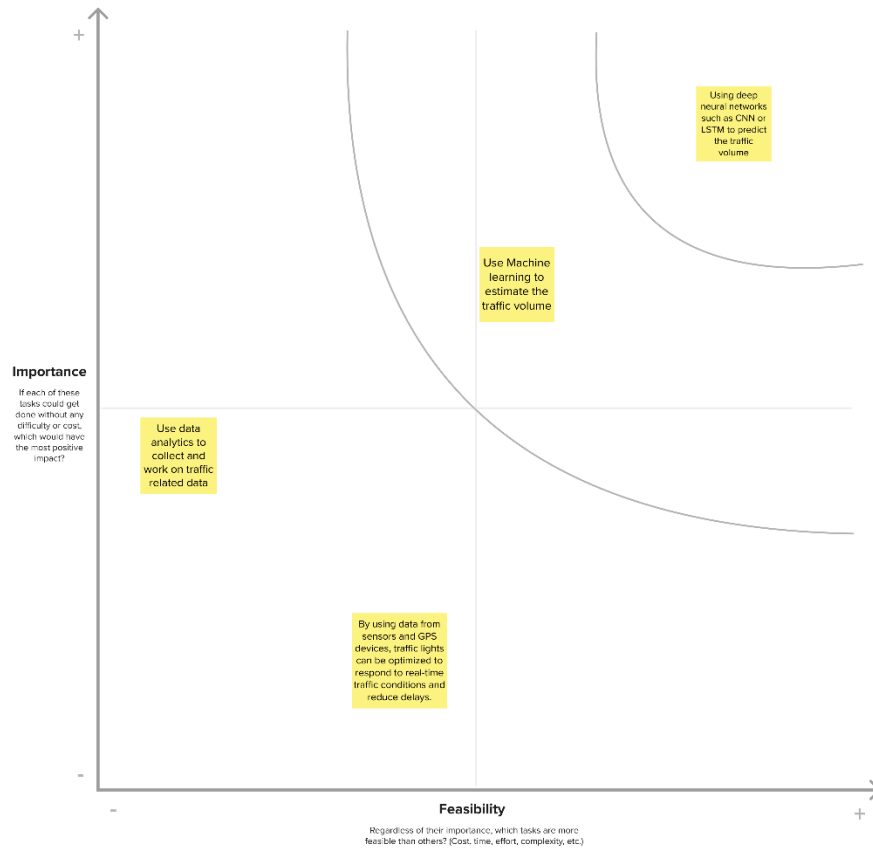 +
Using deep
neural networks
such as CNN or
LSTM to predict
the traffic
volume
Use Machine
learning to
estimate the
traffic volume
Importance
If each of these
tasks could get
done without any
difficulty or cost,
which would have
the most positive
impact?
Use data
analytics to
collect and
work on traffic
related data
By using data from
sensors and GPS
devices, traffic lights
can be optimized to
respond to real-time
traffic conditions and
reduce delays.
-
-
Feasibility
+
Regardless of their importance, which tasks are more
feasible than others? (Cost, time, effort, complexity, etc.)